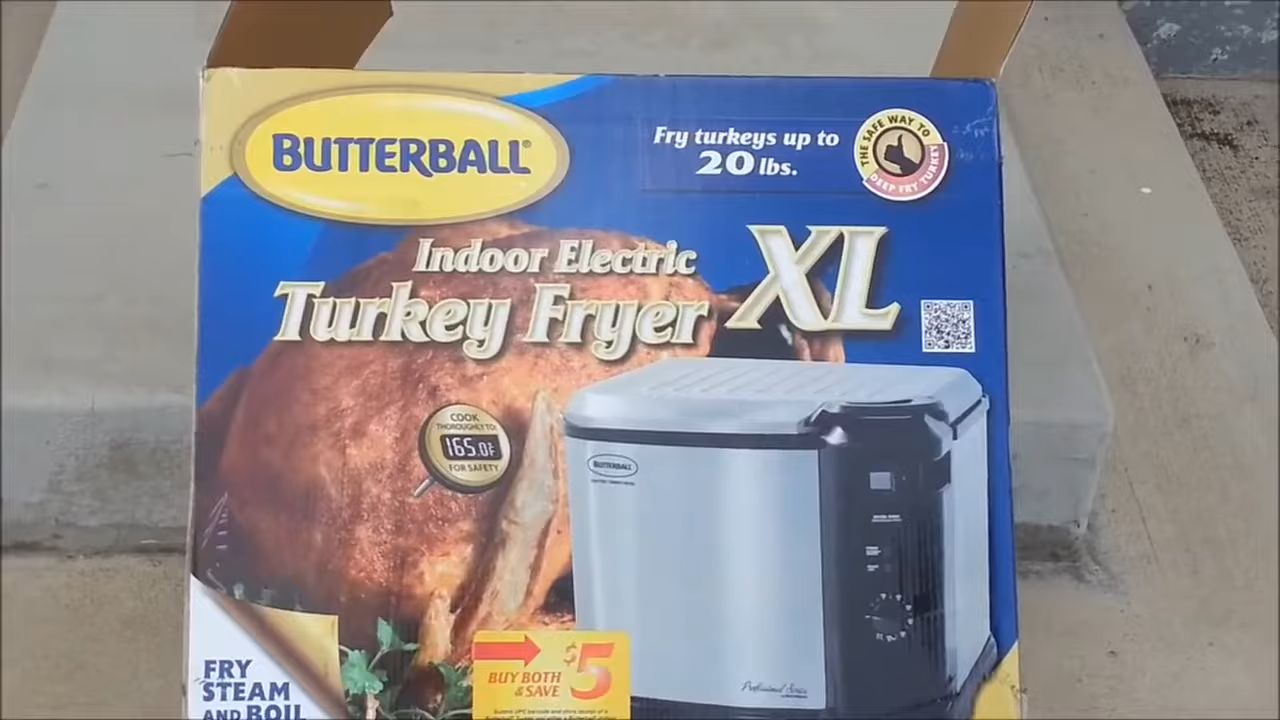 BUTTERBALL®
Fry turkeys up to
20 lbs.
THE SAFE WAY TO
DEEP FRY TURKEY
Indoor Electric
Turkey Fryer XL
COOK
THOROUGHLY TO:
165.0F
FOR SAFETY
BUTTERBALL
Professional Series
FRY
STEAM
AND BOIL
BUY BOTH
& SAVE
$5